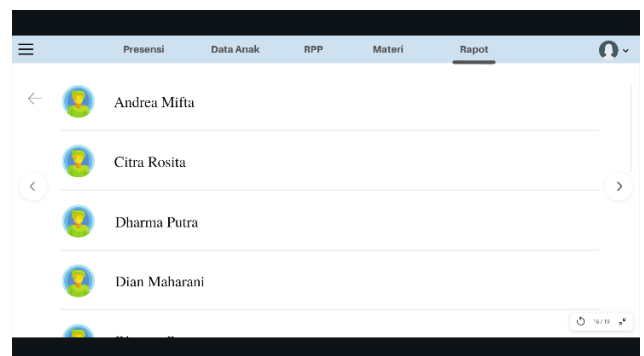 Presensi Data Anak RPP Materi Rapot
Andrea Mifta
Citra Rosita
Dharma Putra
Dian Maharani